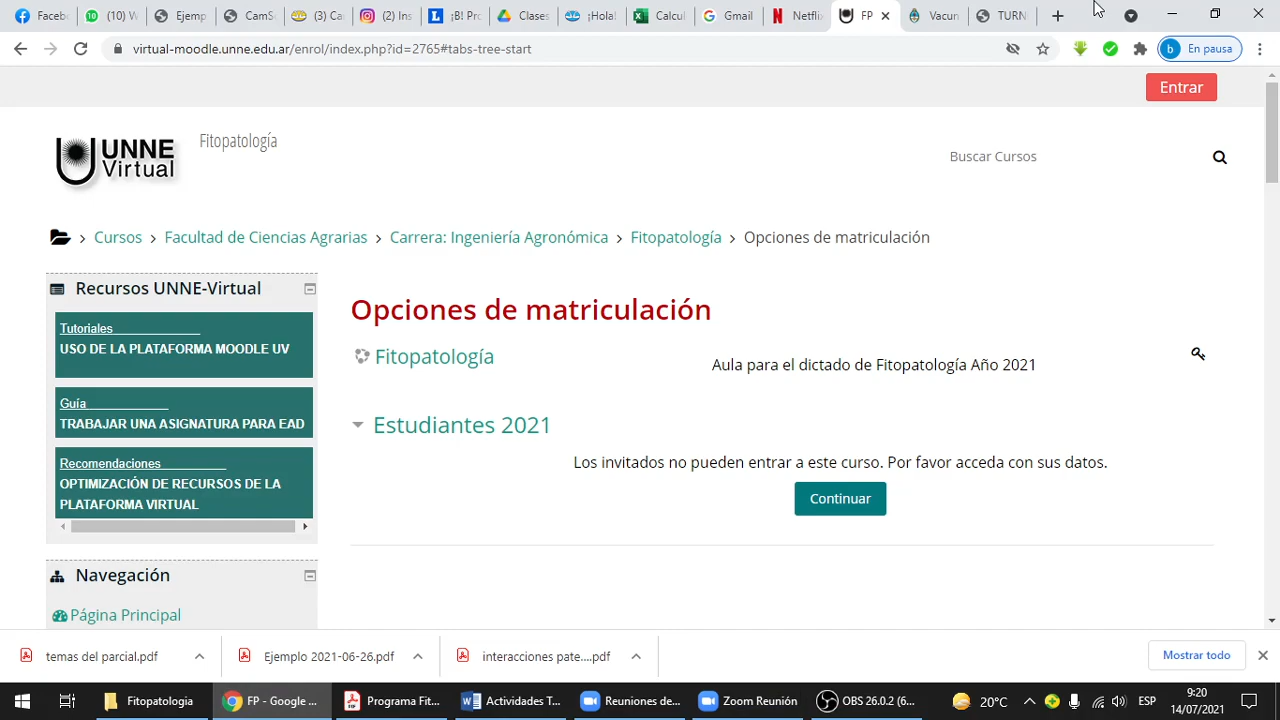 Facebo
(10) W
Ejemp
CamSc
(3) Ca
(2) Ins
¡B! Pro
Clases
¡Hola!
Calcul
Gmail
Netflix
FP
Vacun
TURN
virtual-moodle.unne.edu.ar/enrol/index.php?id=2765#tabs-tree-start
b En pausa
Entrar
UNNE
Virtual
Fitopatología
Buscar Cursos
Cursos > Facultad de Ciencias Agrarias > Carrera: Ingeniería Agronómica > Fitopatología > Opciones de matriculación
Recursos UNNE-Virtual
Tutoriales
USO DE LA PLATAFORMA MOODLE UV
Guía
TRABAJAR UNA ASIGNATURA PARA EAD
Recomendaciones
OPTIMIZACIÓN DE RECURSOS DE LA
PLATAFORMA VIRTUAL
Navegación
Página Principal
Opciones de matriculación
Fitopatología
Aula para el dictado de Fitopatología Año 2021
Estudiantes 2021
Los invitados no pueden entrar a este curso. Por favor acceda con sus datos.
Continuar
temas del parcial.pdf
Ejemplo 2021-06-26.pdf
interacciones pate....pdf
Mostrar todo
Fitopatologia
FP - Google ...
Programa Fit...
Actividades T...
Reuniones de...
Zoom Reunión
OBS 26.0.2 (6...
20°C
ESP
9:20
14/07/2021